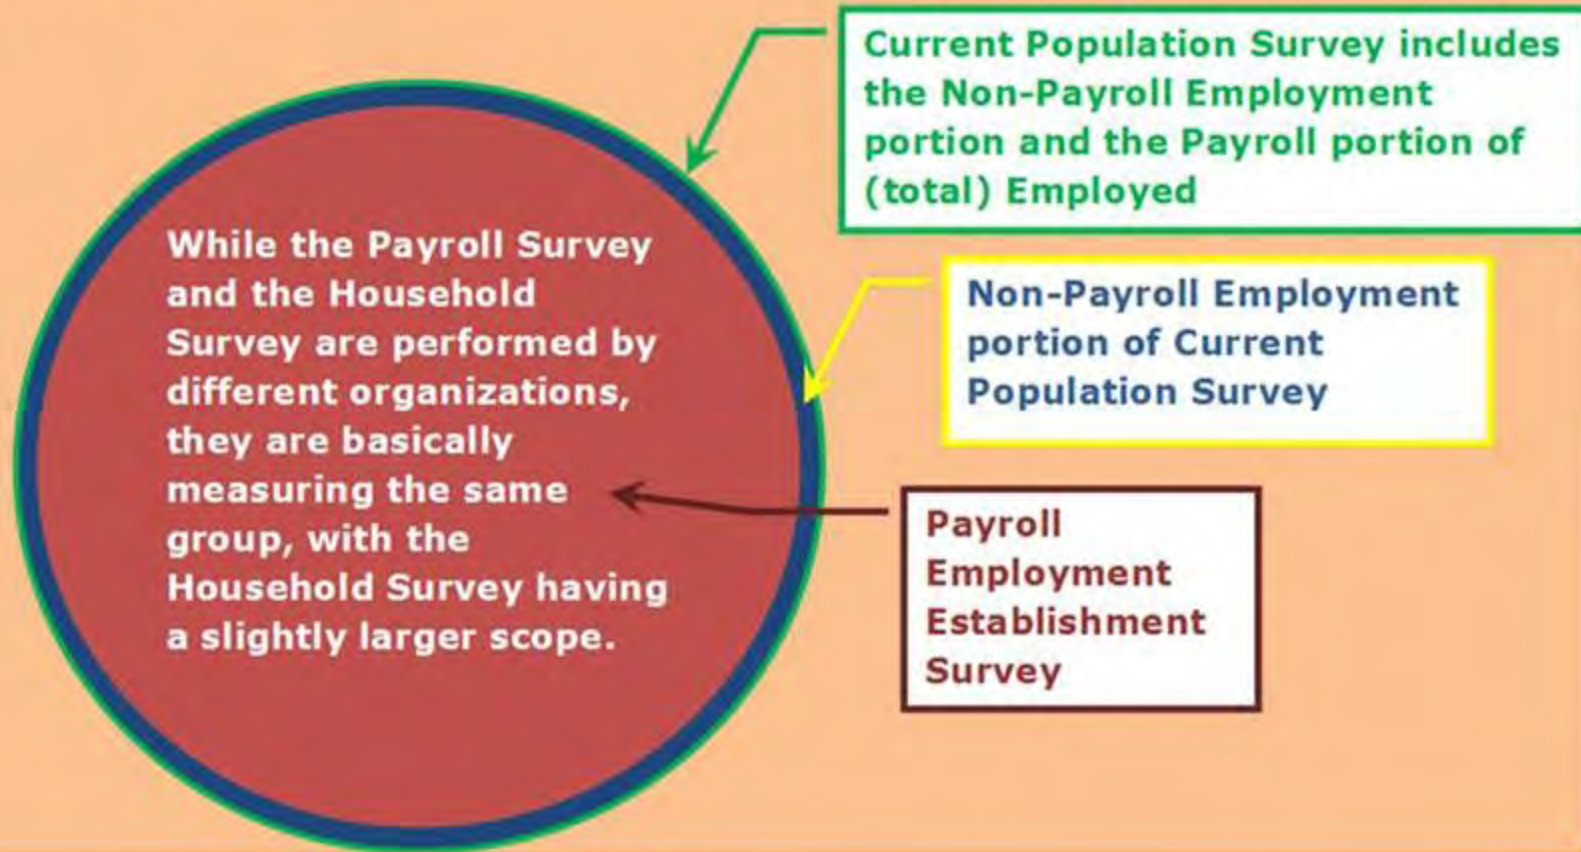 Current Population Survey includes
the Non-Payroll Employment
portion and the Payroll portion of
(total) Employed
While the Payroll Survey
and the Household
Survey are performed by
different organizations,
they are basically
measuring the same
group, with the
Household Survey having
a slightly larger scope.
Non-Payroll Employment
portion of Current
Population Survey
Payroll
Employment
Establishment
Survey